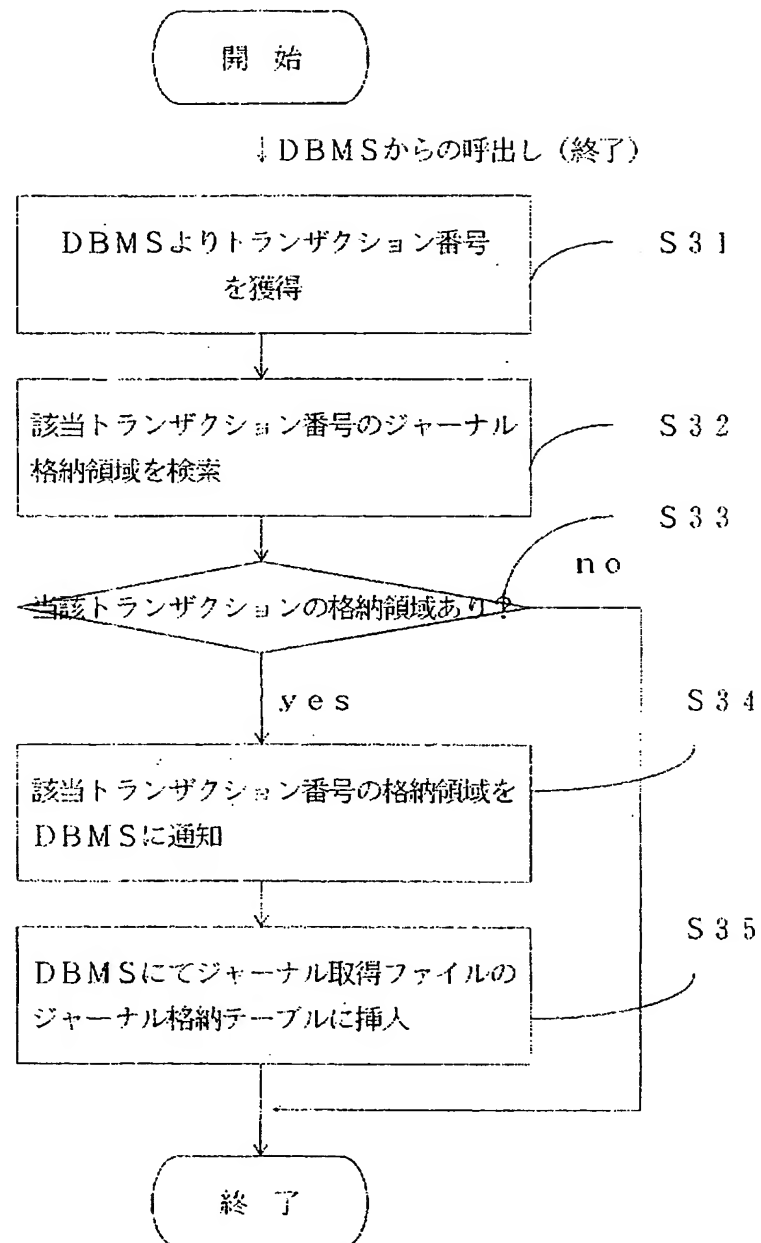 開 始
↓DBMSからの呼出し(終了)
DBMSよりトランザクション番号
を獲得
S31
該当トランザクション番号のジャーナル
格納領域を検索
S32
S33
no
当該トランザクションの格納領域あり?
yes
S34
該当トランザクション番号の格納領域を
DBMSに通知
S35
DBMSにてジャーナル取得ファイルの
ジャーナル格納テーブルに挿入
終 了